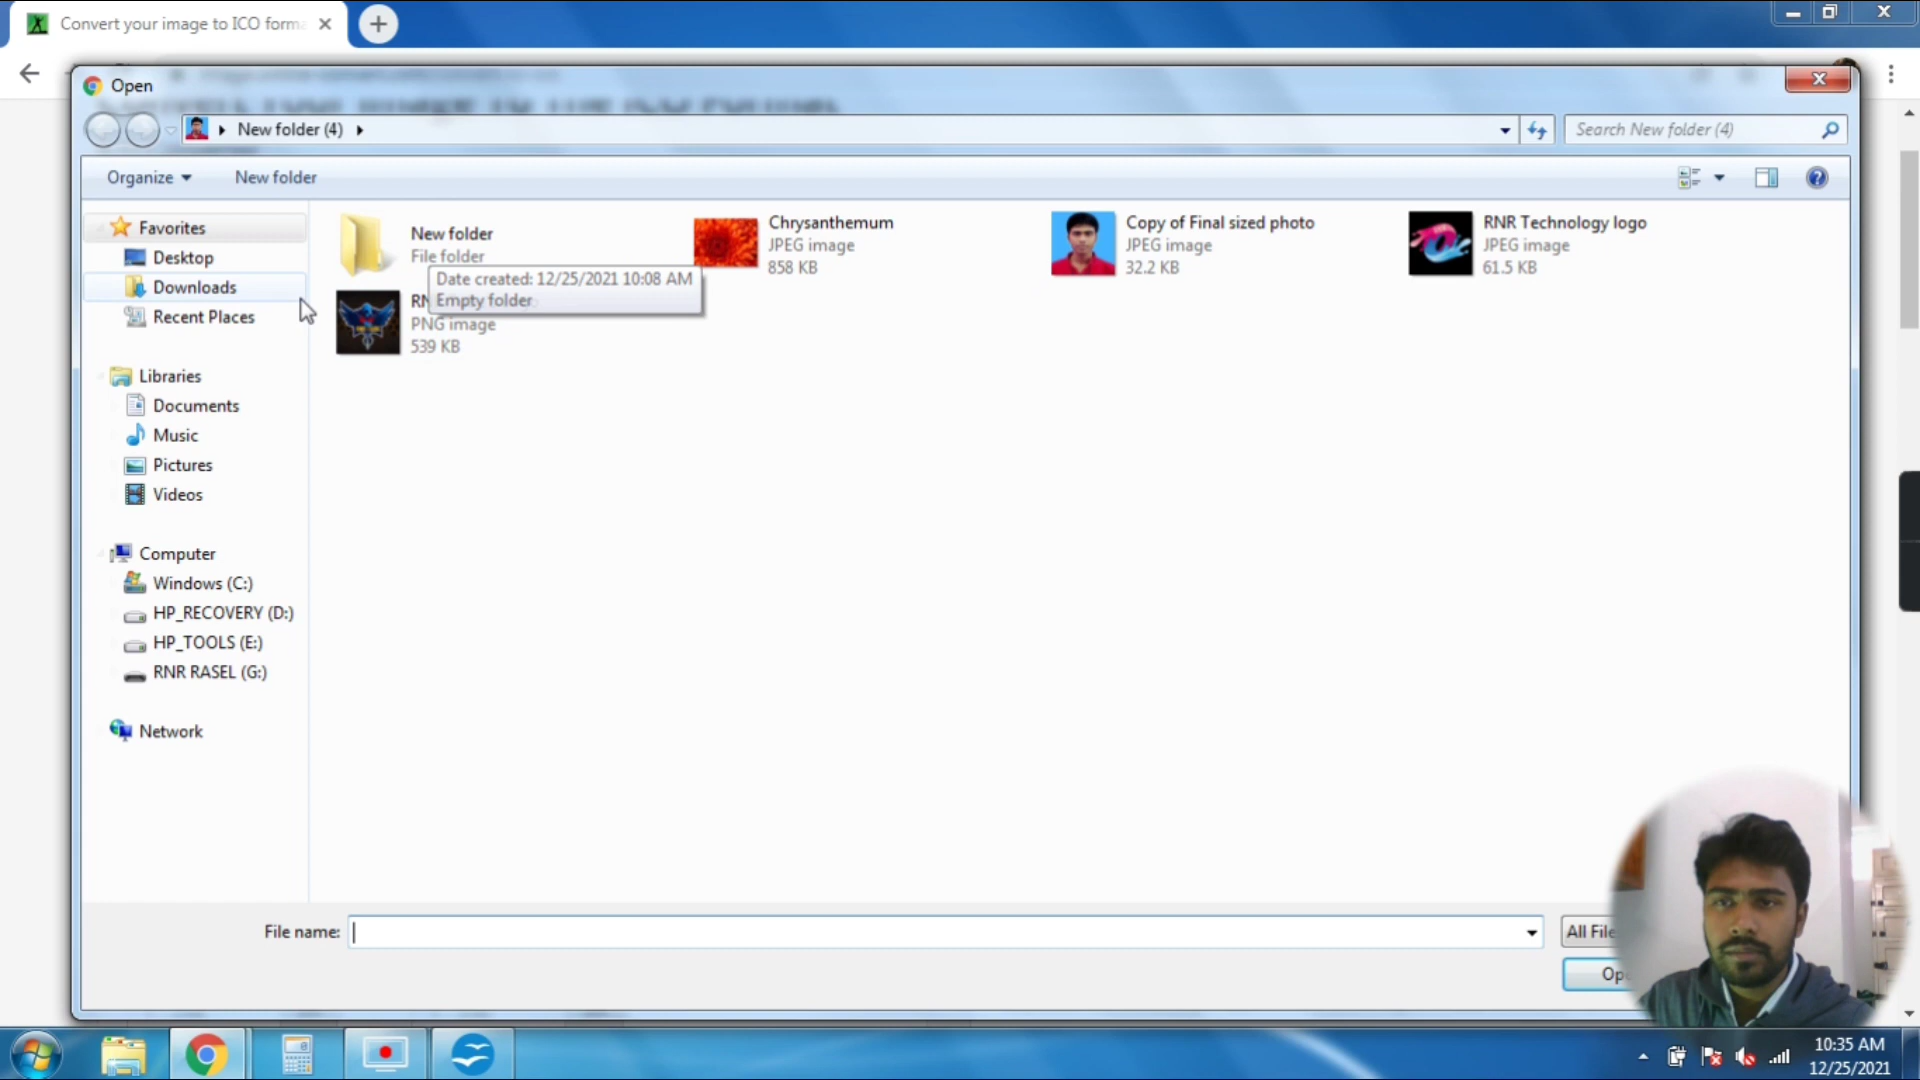 Convert your image to ICO forma
Open
New folder (4)
Search New folder (4)
Organize
New folder
Favorites
Desktop
Downloads
Recent Places
Libraries
Documents
Music
Pictures
Videos
Computer
Windows (C:)
HP_RECOVERY (D:)
HP_TOOLS (E:)
RNR RASEL (G:)
Network
New folder
File folder
Date created: 12/25/2021 10:08 AM
Empty folder
Chrysanthemum
JPEG image
858 KB
Copy of Final sized photo
JPEG image
32.2 KB
RNR Technology logo
JPEG image
61.5 KB
PNG image
539 KB
File name:
All File
Op
10:35 AM
12/25/2021